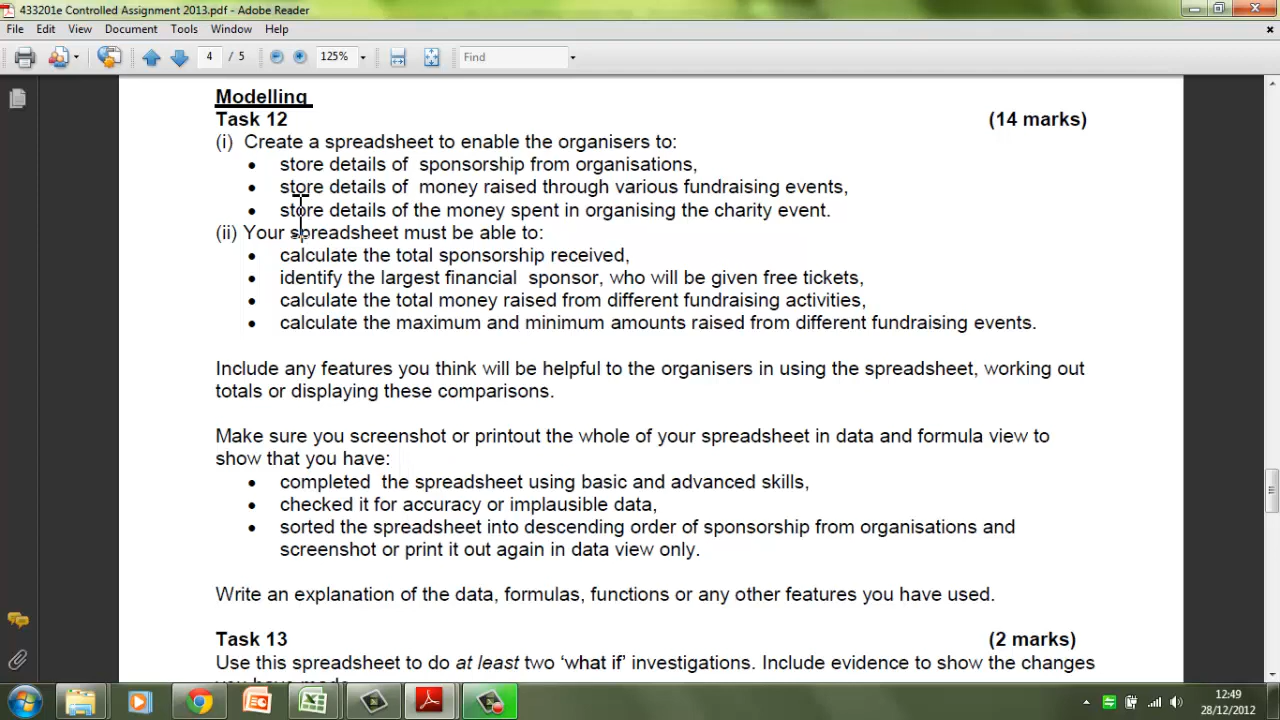 433201e Controlled Assignment 2013.pdf - Adobe Reader
File Edit View Document Tools Window Help
4 / 5 125% Find
Modelling
Task 12 (14 marks)
(i) Create a spreadsheet to enable the organisers to:
• store details of sponsorship from organisations,
• store details of money raised through various fundraising events,
• store details of the money spent in organising the charity event.
(ii) Your spreadsheet must be able to:
• calculate the total sponsorship received,
• identify the largest financial sponsor, who will be given free tickets,
• calculate the total money raised from different fundraising activities,
• calculate the maximum and minimum amounts raised from different fundraising events.
Include any features you think will be helpful to the organisers in using the spreadsheet, working out
totals or displaying these comparisons.
Make sure you screenshot or printout the whole of your spreadsheet in data and formula view to
show that you have:
• completed the spreadsheet using basic and advanced skills,
• checked it for accuracy or implausible data,
• sorted the spreadsheet into descending order of sponsorship from organisations and
screenshot or print it out again in data view only.
Write an explanation of the data, formulas, functions or any other features you have used.
Task 13 (2 marks)
Use this spreadsheet to do at least two ‘what if’ investigations. Include evidence to show the changes
you have made
12:49
28/12/2012